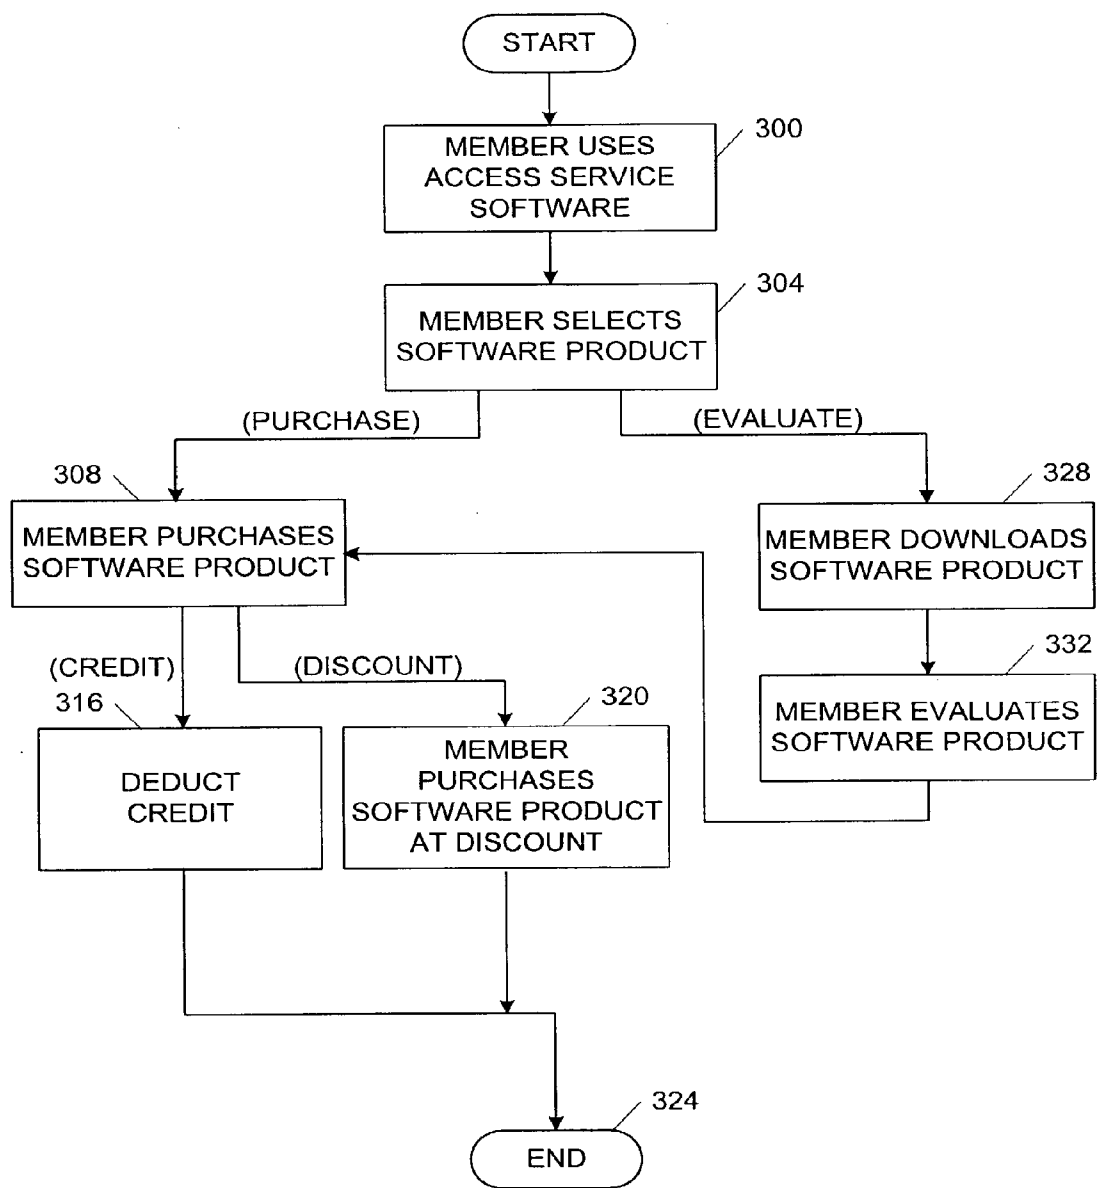 START
300
MEMBER USES
ACCESS SERVICE
SOFTWARE
304
MEMBER SELECTS
SOFTWARE PRODUCT
(PURCHASE)
(EVALUATE)
308
MEMBER PURCHASES
SOFTWARE PRODUCT
328
MEMBER DOWNLOADS
SOFTWARE PRODUCT
(CREDIT)
(DISCOUNT)
332
MEMBER EVALUATES
SOFTWARE PRODUCT
316
DEDUCT
CREDIT
320
MEMBER
PURCHASES
SOFTWARE PRODUCT
AT DISCOUNT
324
END